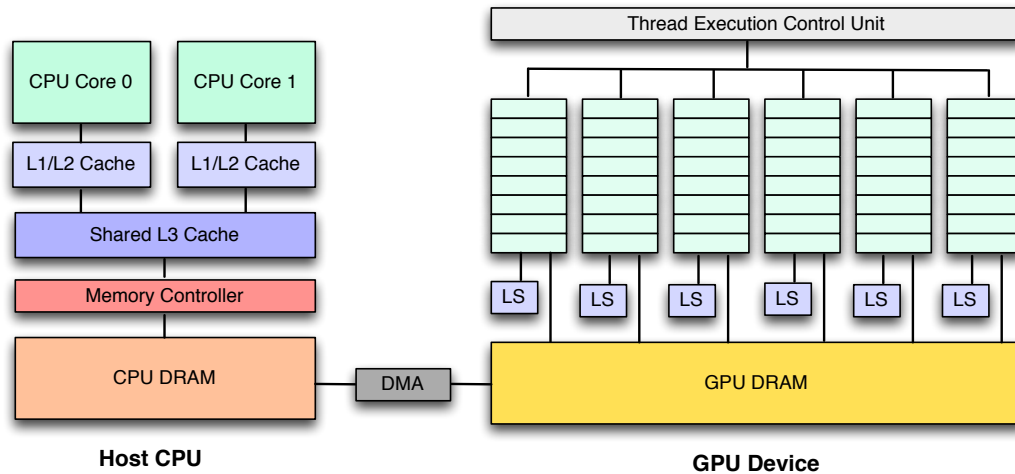 Thread Execution Control Unit
CPU Core 0
CPU Core 1
L1/L2 Cache
L1/L2 Cache
Shared L3 Cache
Memory Controller
CPU DRAM
DMA
LS
LS
LS
LS
LS
LS
GPU DRAM
Host CPU
GPU Device